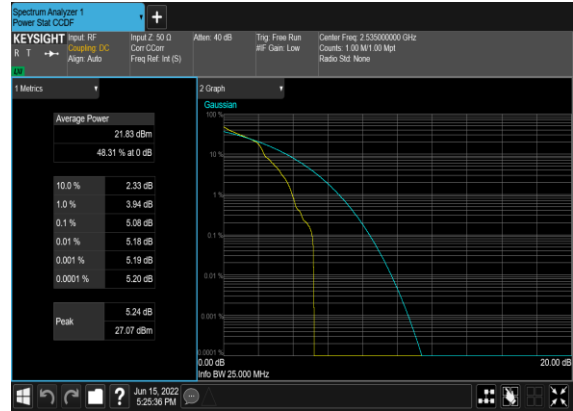 Spectrum Analyzer 1
Power Stat CCDF
KEYSIGHT
R T
LXI
Input: RF
Coupling: DC
Align: Auto
Input Z: 50 Ω
Corr CCorr
Freq Ref: Int (S)
Atten: 40 dB
Trig: Free Run
#IF Gain: Low
Center Freq: 2.535000000 GHz
Counts: 1.00 M/1.00 Mpt
Radio Std: None
1 Metrics
Average Power
21.83 dBm
48.31 % at 0 dB
10.0 % 2.33 dB
1.0 % 3.94 dB
0.1 % 5.08 dB
0.01 % 5.18 dB
0.001 % 5.19 dB
0.0001 % 5.20 dB
Peak
5.24 dB
27.07 dBm
2 Graph
Gaussian
100 %
10 %
1 %
0.1 %
0.01 %
0.001 %
0.0001 %
0.00 dB 20.00 dB
Info BW 25.000 MHz
Jun 15, 2022
5:25:36 PM